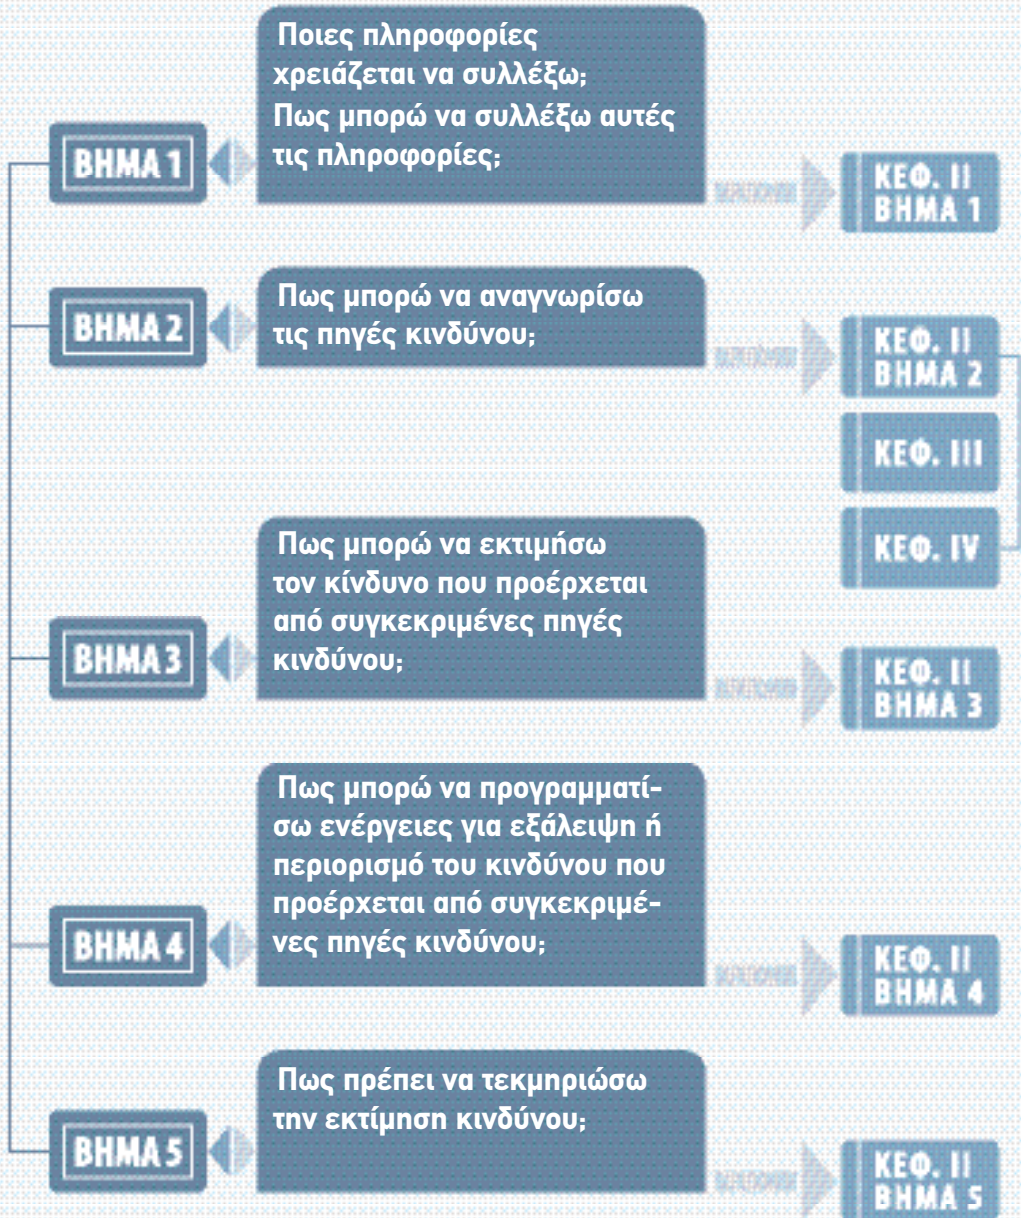 ΒΗΜΑ 1
Ποιες πληροφορίες
χρειάζεται να συλλέξω;
Πως μπορώ να συλλέξω αυτές
τις πληροφορίες;
ΚΕΦ. ΙΙ
ΒΗΜΑ 1
ΒΗΜΑ 2
Πως μπορώ να αναγνωρίσω
τις πηγές κινδύνου;
ΚΕΦ. ΙΙ
ΒΗΜΑ 2
ΚΕΦ. ΙΙΙ
ΚΕΦ. IV
ΒΗΜΑ 3
Πως μπορώ να εκτιμήσω
τον κίνδυνο που προέρχεται
από συγκεκριμένες πηγές
κινδύνου;
ΚΕΦ. ΙΙ
ΒΗΜΑ 3
ΒΗΜΑ 4
Πως μπορώ να προγραμματί-
σω ενέργειες για εξάλειψη ή
περιορισμό του κινδύνου που
προέρχεται από συγκεκριμέ-
νες πηγές κινδύνου;
ΚΕΦ. ΙΙ
ΒΗΜΑ 4
ΒΗΜΑ 5
Πως πρέπει να τεκμηριώσω
την εκτίμηση κινδύνου;
ΚΕΦ. ΙΙ
ΒΗΜΑ 5